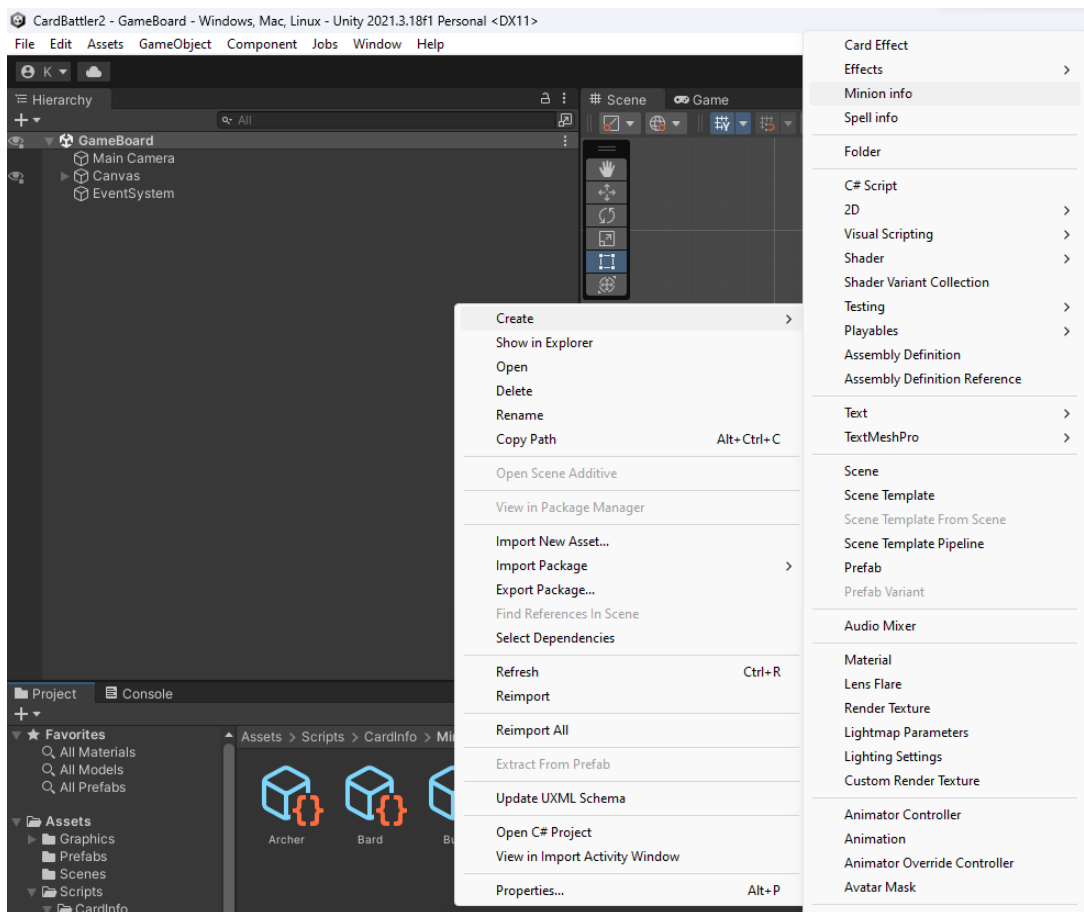 CardBattler2 - GameBoard - Windows, Mac, Linux - Unity 2021.3.18f1 Personal <DX11>
File Edit Assets GameObject Component Jobs Window Help
K
Hierarchy
All
GameBoard
Main Camera
Canvas
EventSystem
Scene Game
Create
Show in Explorer
Open
Delete
Rename
Copy Path Alt+Ctrl+C
Open Scene Additive
View in Package Manager
Import New Asset...
Import Package
Export Package...
Find References In Scene
Select Dependencies
Refresh Ctrl+R
Reimport
Reimport All
Extract From Prefab
Update UXML Schema
Open C# Project
View in Import Activity Window
Properties... Alt+P
Card Effect
Effects
Minion info
Spell info
Folder
C# Script
2D
Visual Scripting
Shader
Shader Variant Collection
Testing
Playables
Assembly Definition
Assembly Definition Reference
Text
TextMeshPro
Scene
Scene Template
Scene Template From Scene
Scene Template Pipeline
Prefab
Prefab Variant
Audio Mixer
Material
Lens Flare
Render Texture
Lightmap Parameters
Lighting Settings
Custom Render Texture
Animator Controller
Animation
Animator Override Controller
Avatar Mask
Project Console
Favorites
All Materials
All Models
All Prefabs
Assets
Graphics
Prefabs
Scenes
Scripts
CardInfo
Assets > Scripts > CardInfo >
Archer Bard